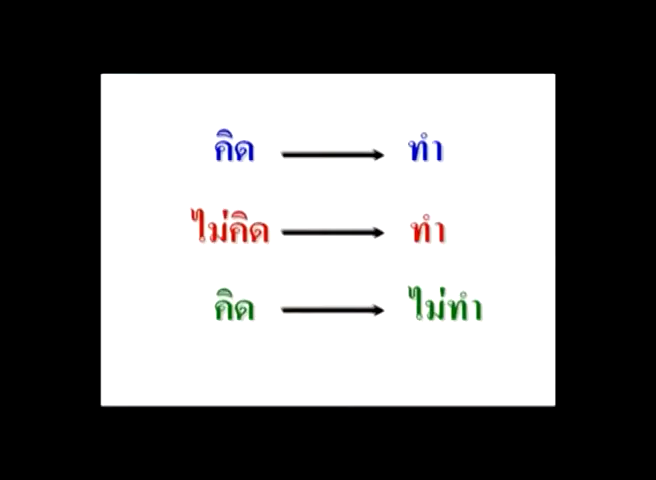 คิด → ทำ
ไม่คิด → ทำ
คิด → ไม่ทำ